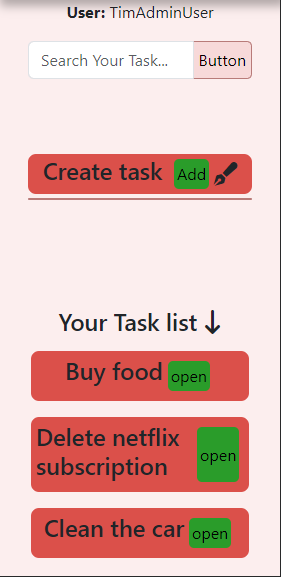 User: TimAdminUser
Search Your Task... Button
Create task Add
Your Task list ↓
Buy food open
Delete netflix
subscription open
Clean the car open